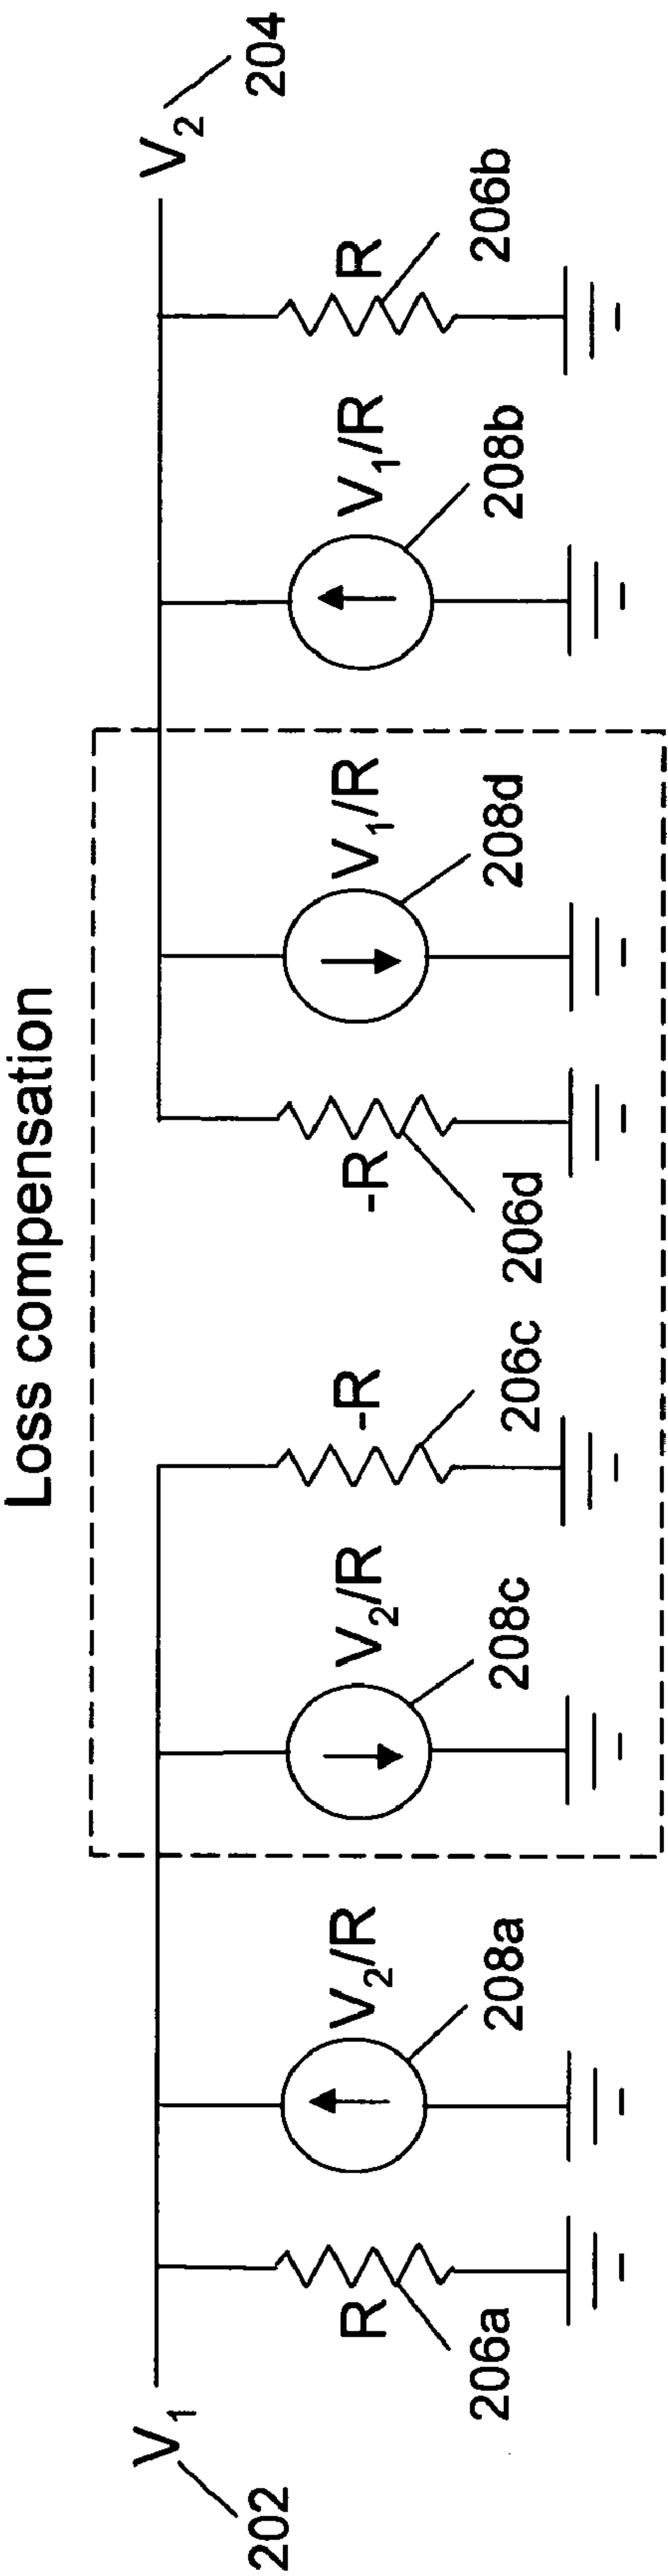 Loss compensation
V₁
202
R
206a
V₂/R
208a
V₂/R
208c
-R
206c
-R
206d
V₁/R
208d
V₁/R
208b
R
206b
V₂
204